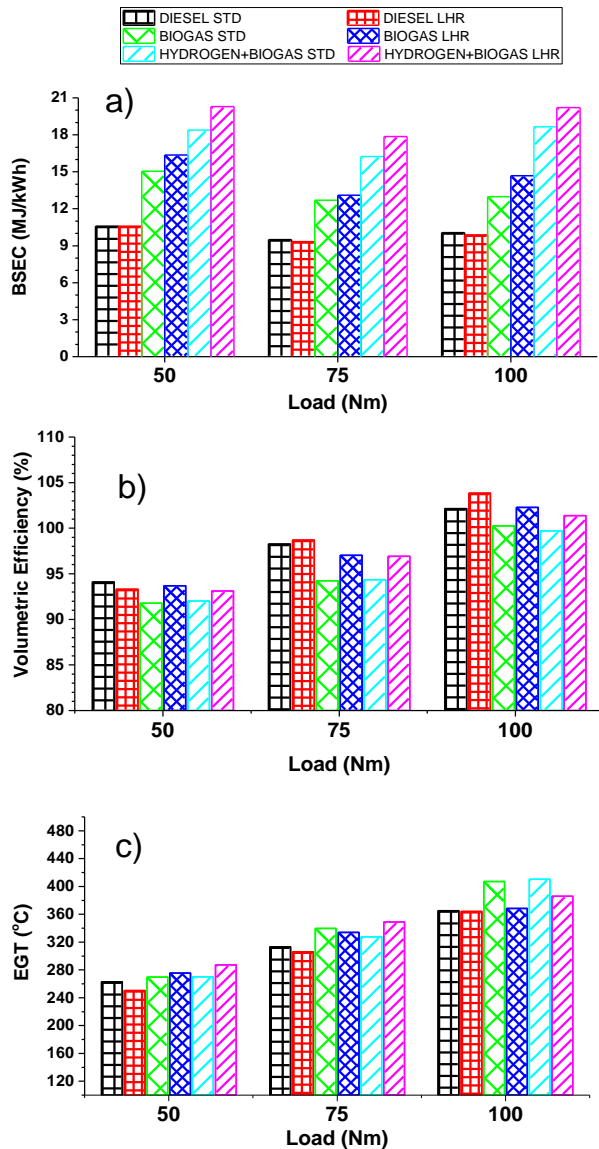 DIESEL STD DIESEL LHR
BIOGAS STD BIOGAS LHR
HYDROGEN+BIOGAS STD HYDROGEN+BIOGAS LHR
a)
21
18
15
12
9
6
3
0
BSEC (MJ/kWh)
50 75 100
Load (Nm)
b)
110
105
100
95
90
85
80
Volumetric Efficiency (%)
50 75 100
Load (Nm)
c)
480
440
400
360
320
280
240
200
160
120
EGT (°C)
50 75 100
Load (Nm)